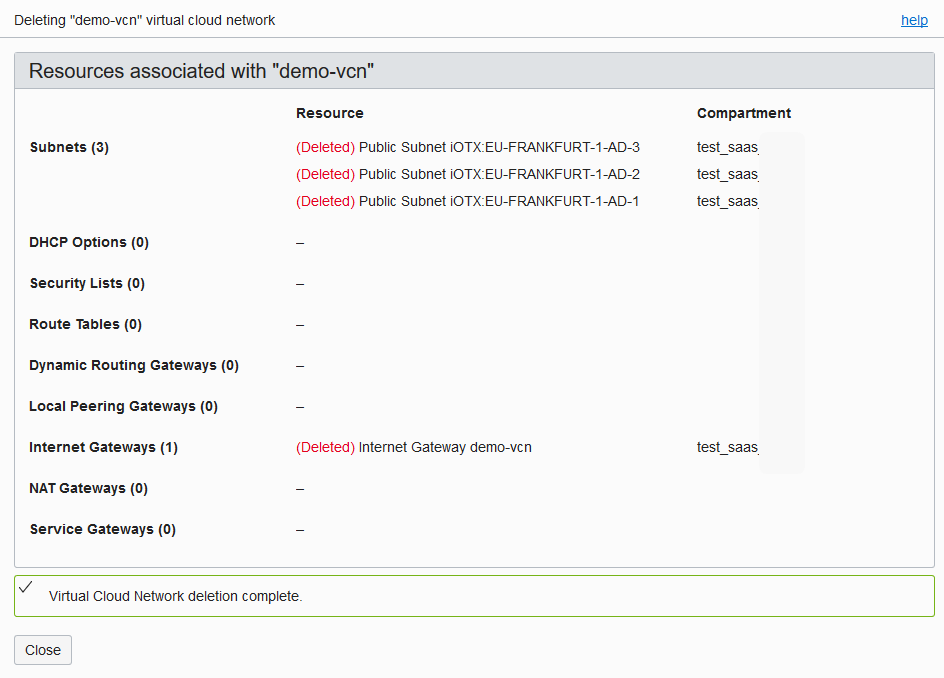 Deleting "demo-vcn" virtual cloud network help
Resources associated with "demo-vcn"
Resource Compartment
Subnets (3) (Deleted) Public Subnet iOTX:EU-FRANKFURT-1-AD-3 test_saas_
(Deleted) Public Subnet iOTX:EU-FRANKFURT-1-AD-2 test_saas_
(Deleted) Public Subnet iOTX:EU-FRANKFURT-1-AD-1 test_saas_
DHCP Options (0) –
Security Lists (0) –
Route Tables (0) –
Dynamic Routing Gateways (0) –
Local Peering Gateways (0) –
Internet Gateways (1) (Deleted) Internet Gateway demo-vcn test_saas_
NAT Gateways (0) –
Service Gateways (0) –
Virtual Cloud Network deletion complete.
Close